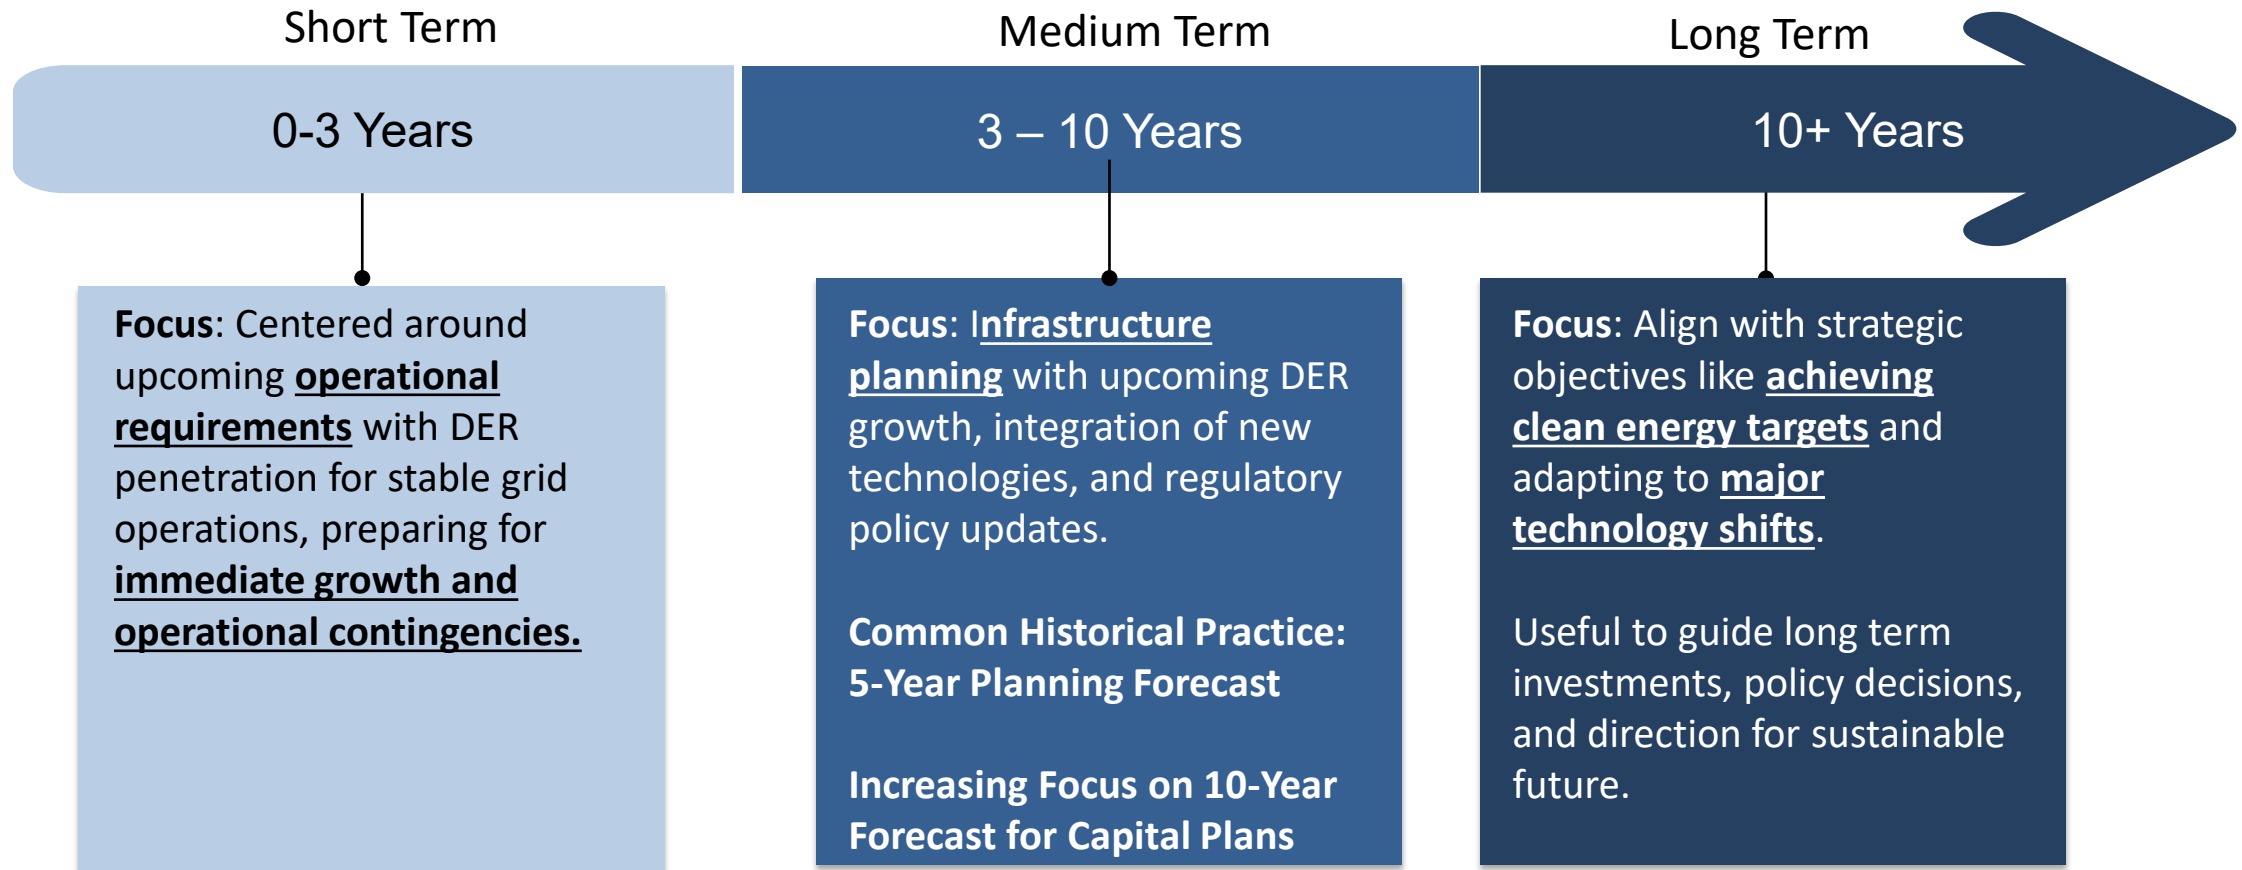 Short Term
Medium Term
Long Term
0-3 Years
3 – 10 Years
10+ Years
Focus: Centered around
upcoming operational
requirements with DER
penetration for stable grid
operations, preparing for
immediate growth and
operational contingencies.
Focus: Infrastructure
planning with upcoming DER
growth, integration of new
technologies, and regulatory
policy updates.
Common Historical Practice:
5-Year Planning Forecast
Increasing Focus on 10-Year
Forecast for Capital Plans
Focus: Align with strategic
objectives like achieving
clean energy targets and
adapting to major
technology shifts.
Useful to guide long term
investments, policy decisions,
and direction for sustainable
future.